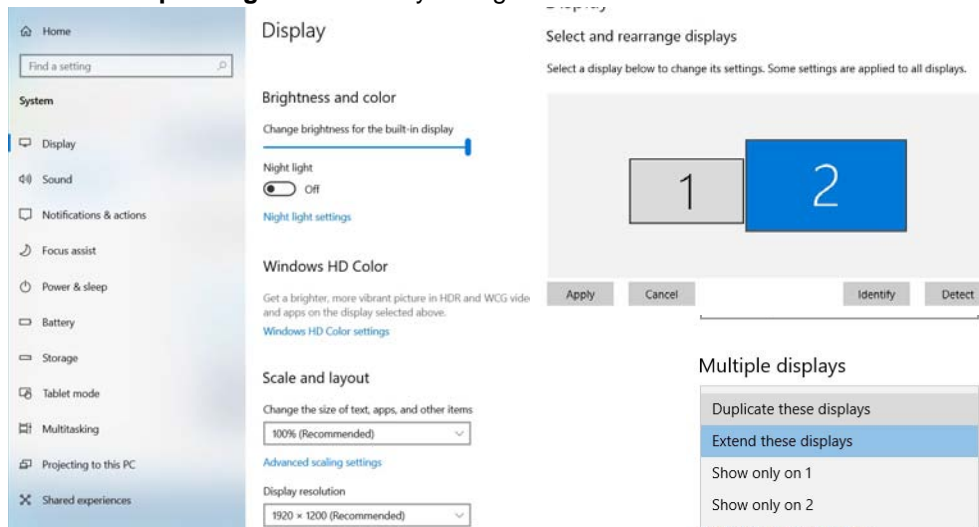 Home
Find a setting
System
Display
Sound
Notifications & actions
Focus assist
Power & sleep
Battery
Storage
Tablet mode
Multitasking
Projecting to this PC
Shared experiences
Display
Brightness and color
Change brightness for the built-in display
Night light
Off
Night light settings
Windows HD Color
Get a brighter, more vibrant picture in HDR and WCG vide
and apps on the display selected above.
Windows HD Color settings
Scale and layout
Change the size of text, apps, and other items
100% (Recommended)
Advanced scaling settings
Display resolution
1920 × 1200 (Recommended)
Select and rearrange displays
Select a display below to change its settings. Some settings are applied to all displays.
1
2
Apply Cancel Identify Detect
Multiple displays
Duplicate these displays
Extend these displays
Show only on 1
Show only on 2